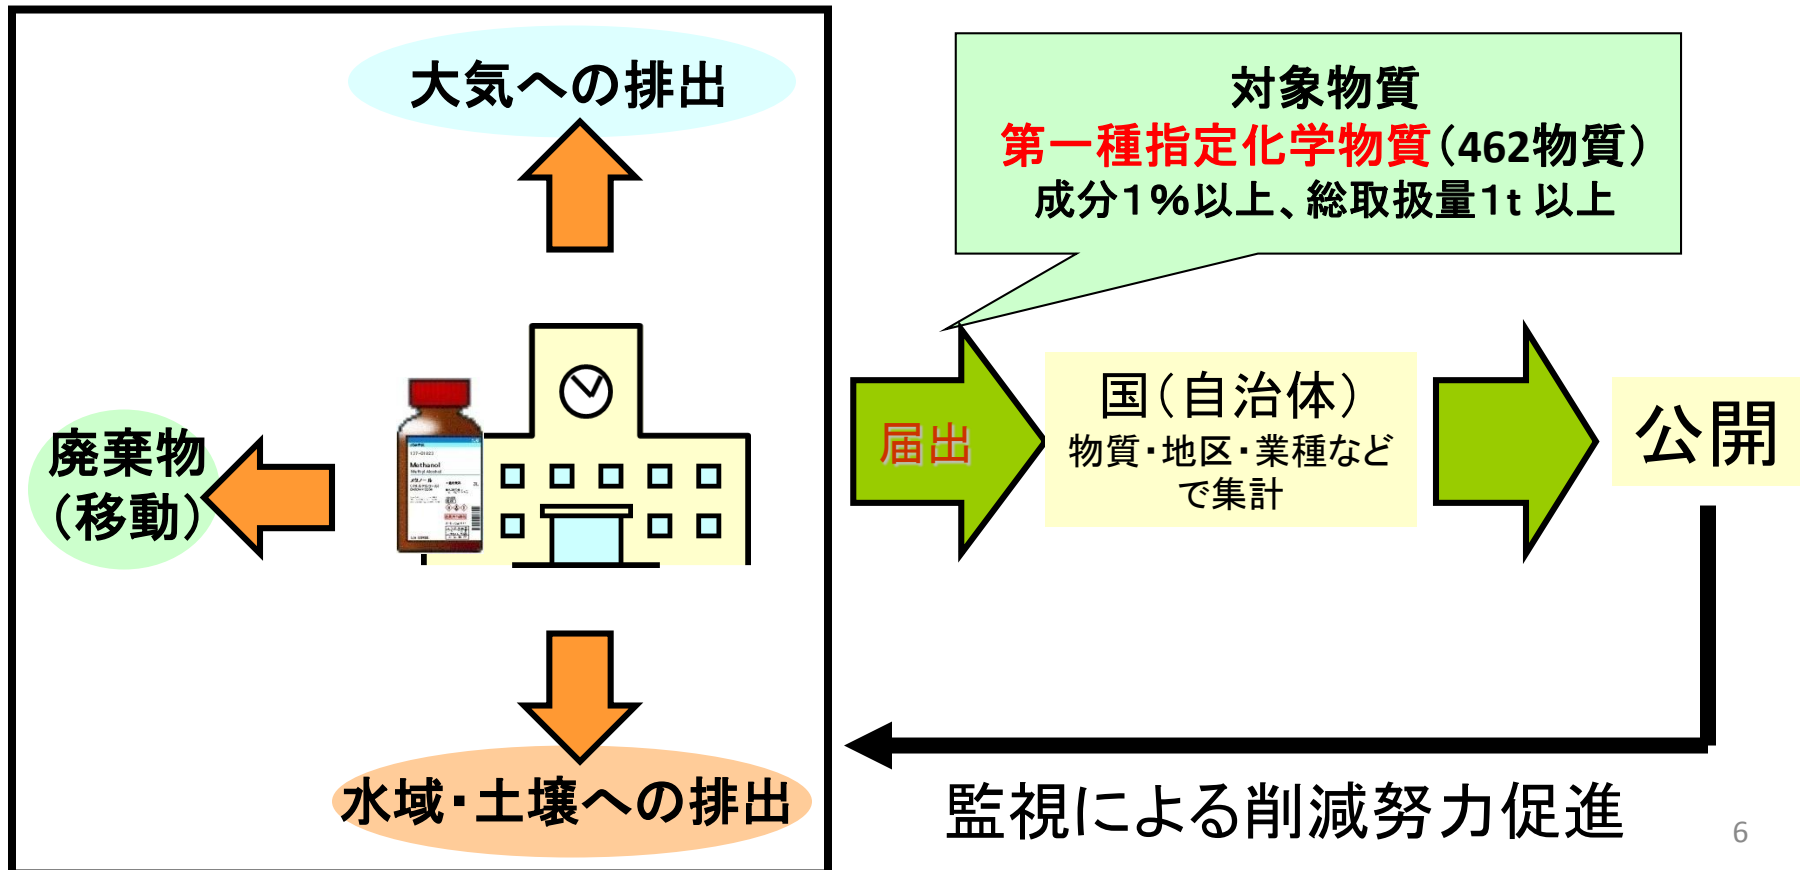 大気への排出
対象物質
第一種指定化学物質（462物質）
成分1%以上、総取扱量1t 以上
廃棄物
（移動）
Methanol
届出
国（自治体）
物質・地区・業種など
で集計
公開
水域・土壌への排出
監視による削減努力促進
6